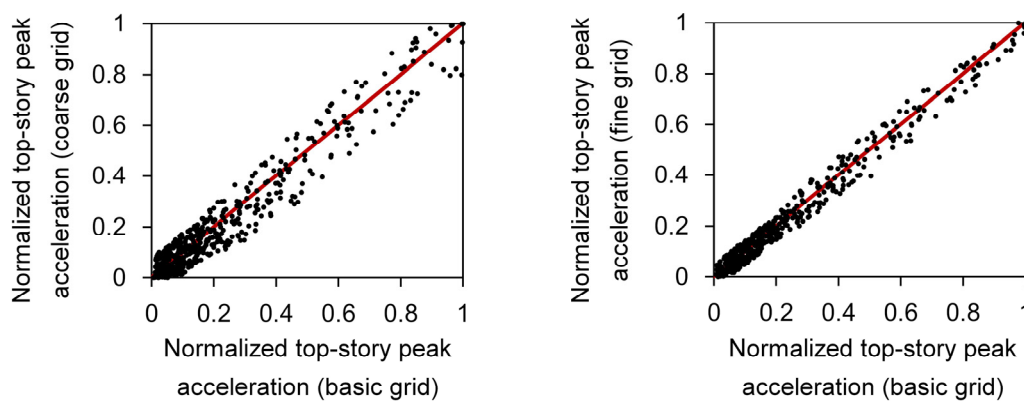 Normalized top-story peak
acceleration (coarse grid)
1
0.8
0.6
0.4
0.2
0
0 0.2 0.4 0.6 0.8 1
Normalized top-story peak
acceleration (basic grid)
Normalized top-story peak
acceleration (fine grid)
1
0.8
0.6
0.4
0.2
0
0 0.2 0.4 0.6 0.8 1
Normalized top-story peak
acceleration (basic grid)